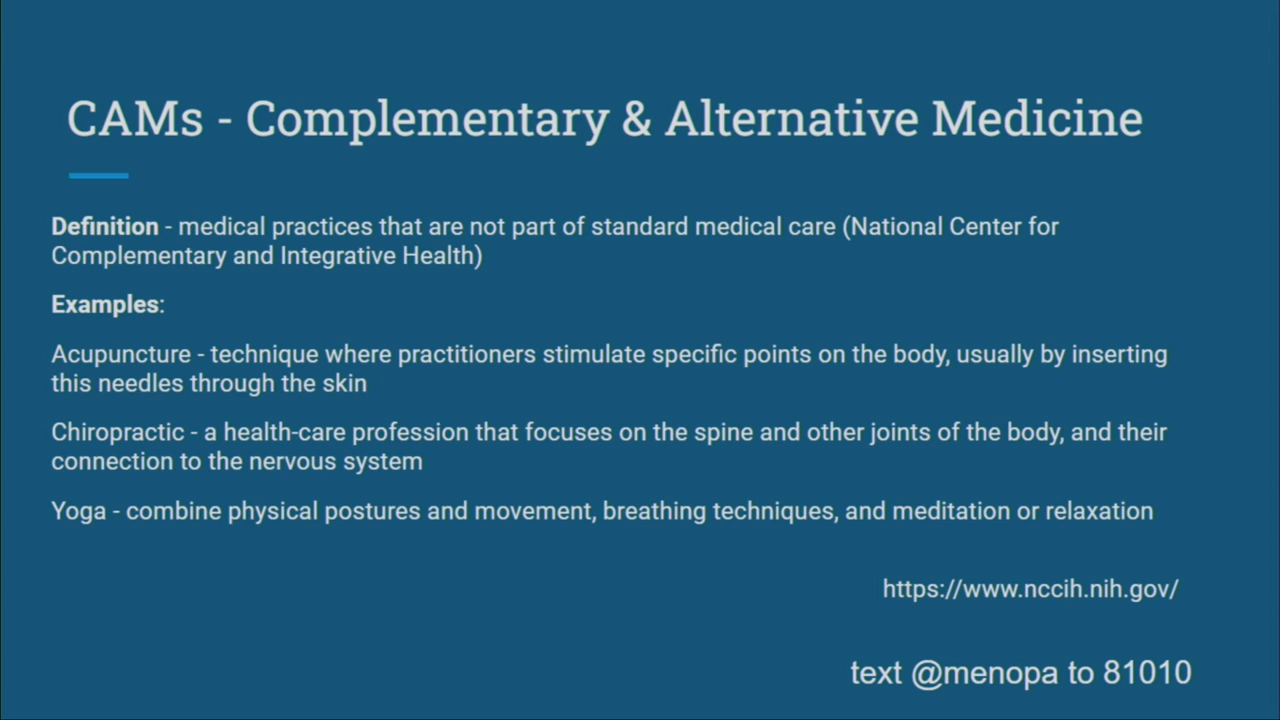 CAMs - Complementary & Alternative Medicine
Definition - medical practices that are not part of standard medical care (National Center for
Complementary and Integrative Health)
Examples:
Acupuncture - technique where practitioners stimulate specific points on the body, usually by inserting
this needles through the skin
Chiropractic - a health-care profession that focuses on the spine and other joints of the body, and their
connection to the nervous system
Yoga - combine physical postures and movement, breathing techniques, and meditation or relaxation
https://www.nccih.nih.gov/
text @menopa to 81010